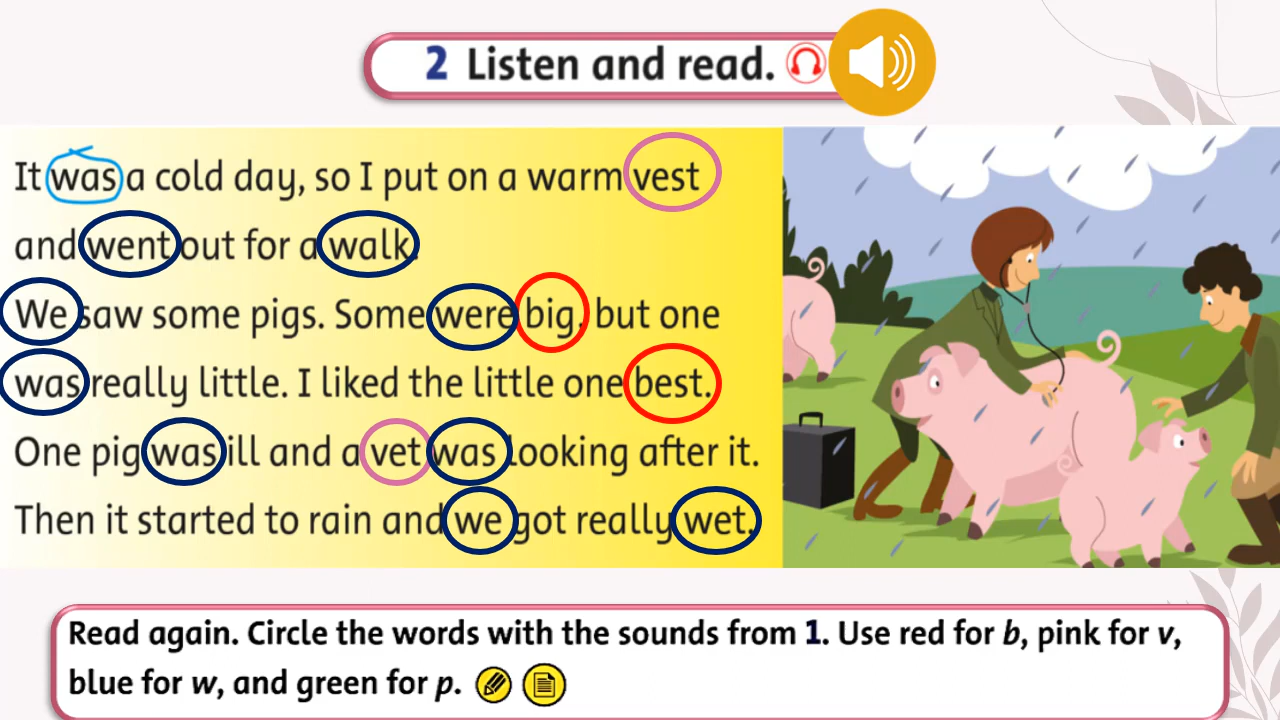 2 Listen and read.
It was a cold day, so I put on a warm vest
and went out for a walk.
We saw some pigs. Some were big, but one
was really little. I liked the little one best.
One pig was ill and a vet was looking after it.
Then it started to rain and we got really wet.
Read again. Circle the words with the sounds from 1. Use red for b, pink for v,
blue for w, and green for p.